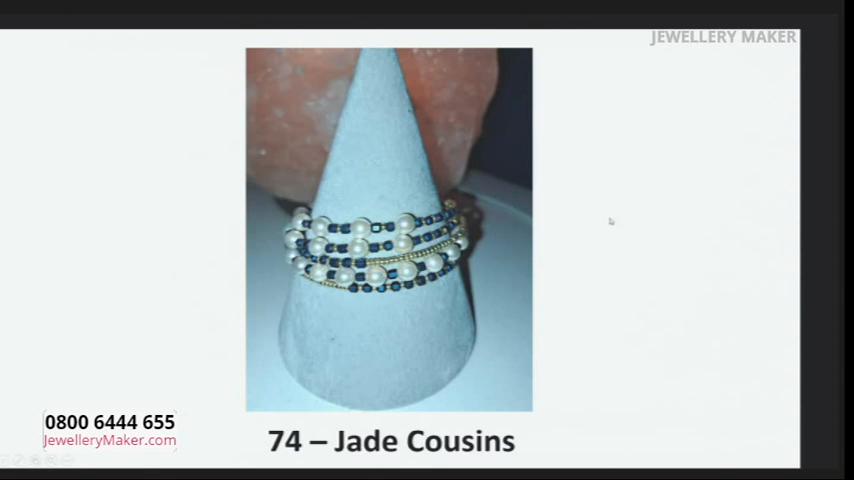 JEWELLERY MAKER
0800 6444 655
JewelleryMaker.com
74 – Jade Cousins